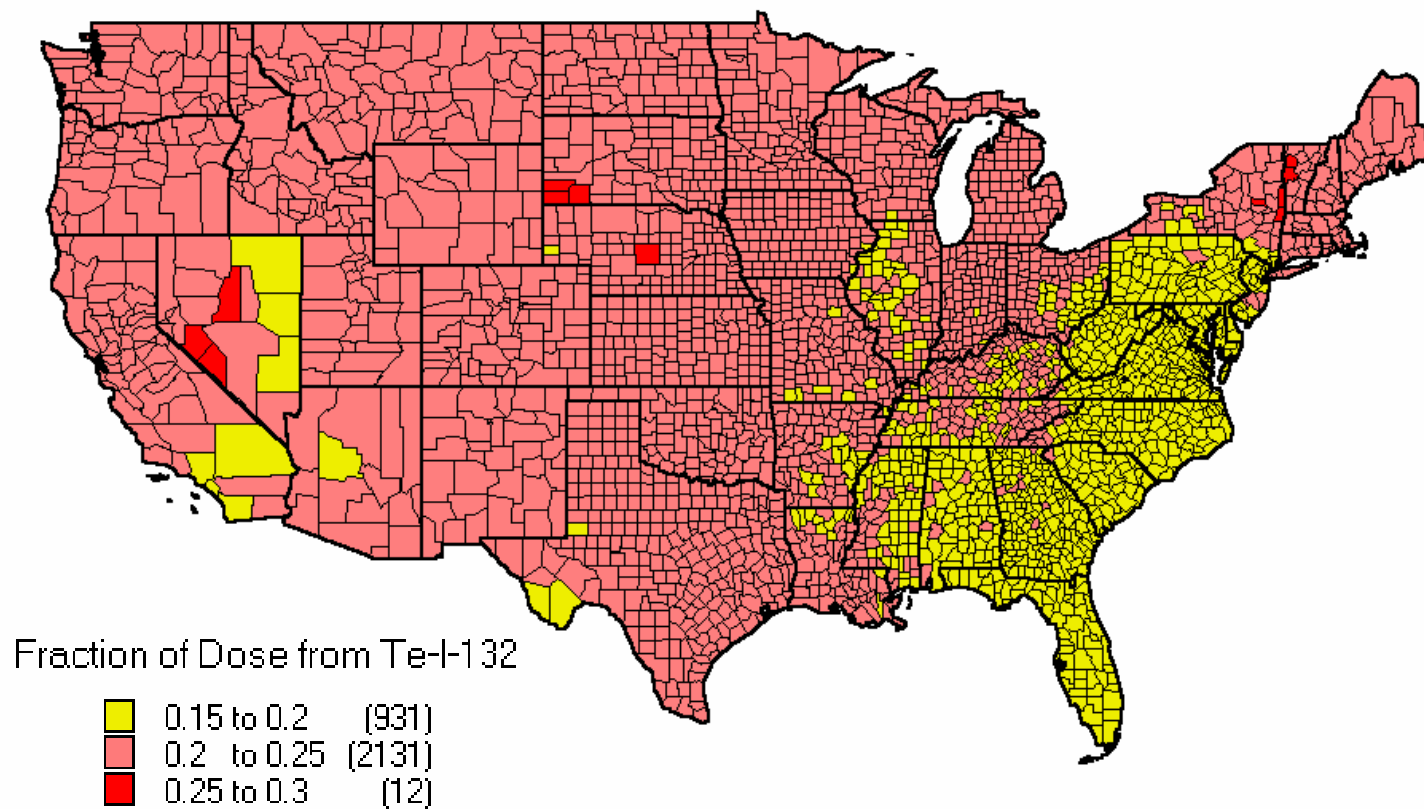 Fraction of Dose from Te-I-132
0.15 to 0.2 (931)
0.2 to 0.25 (2131)
0.25 to 0.3 (12)